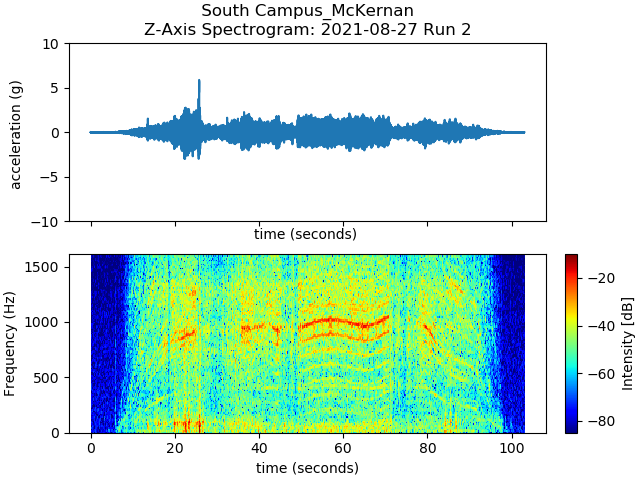 South Campus_McKernan
Z-Axis Spectrogram: 2021-08-27 Run 2
10
5
0
−5
−10
acceleration (g)
time (seconds)
1500
1000
500
0
Frequency (Hz)
0 20 40 60 80 100
time (seconds)
−20
−40
−60
−80
Intensity [dB]